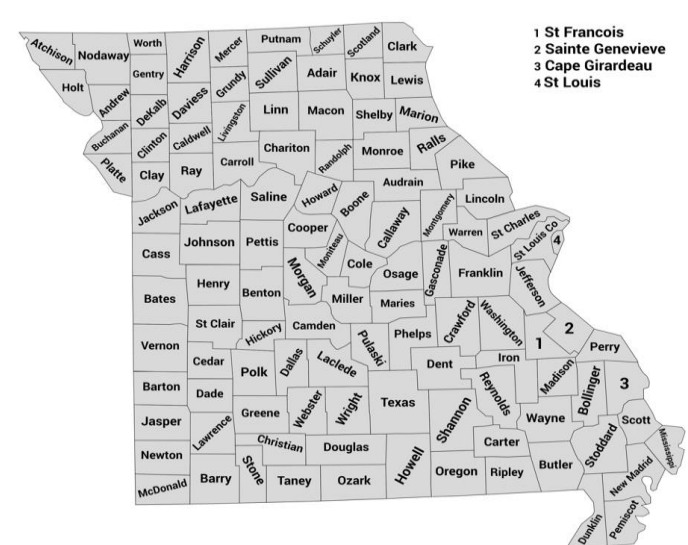 1 St Francois
2 Sainte Genevieve
3 Cape Girardeau
4 St Louis
Atchison
Nodaway
Worth
Harrison
Mercer
Putnam
Schuyler
Scotland
Clark
Holt
Gentry
Grundy
Sullivan
Adair
Knox
Lewis
Andrew
DeKalb
Daviess
Livingston
Linn
Macon
Shelby
Marion
Buchanan
Clinton
Caldwell
Chariton
Randolph
Monroe
Ralls
Platte
Clay
Ray
Carroll
Pike
Audrain
Jackson
Lafayette
Saline
Howard
Boone
Callaway
Montgomery
Lincoln
Cass
Johnson
Pettis
Cooper
Moniteau
Cole
Osage
Gasconade
Warren
St Charles
St Louis Co
4
Franklin
Jefferson
Bates
Henry
Benton
Morgan
Miller
Maries
St Clair
Hickory
Camden
Pulaski
Phelps
Crawford
Washington
1
2
Perry
Vernon
Cedar
Polk
Dallas
Laclede
Dent
Iron
Madison
Bollinger
3
Barton
Dade
Greene
Webster
Wright
Texas
Shannon
Reynolds
Wayne
Scott
Jasper
Lawrence
Christian
Douglas
Carter
Stoddard
Mississippi
Newton
McDonald
Barry
Stone
Taney
Ozark
Howell
Oregon
Ripley
Butler
New Madrid
Dunklin
Pemiscot